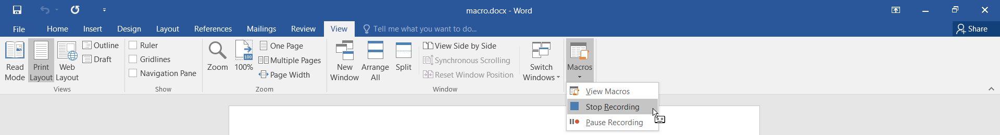 macro.docx - Word
File Home Insert Design Layout References Mailings Review View Tell me what you want to do... Share
Read Mode
Print Layout
Web Layout
Outline
Draft
Views
Ruler
Gridlines
Navigation Pane
Show
Zoom
100
100%
One Page
Multiple Pages
Page Width
Zoom
New Window
Arrange All
Split
View Side by Side
Synchronous Scrolling
Reset Window Position
Window
Switch Windows
Macros
View Macros
Stop Recording
Pause Recording